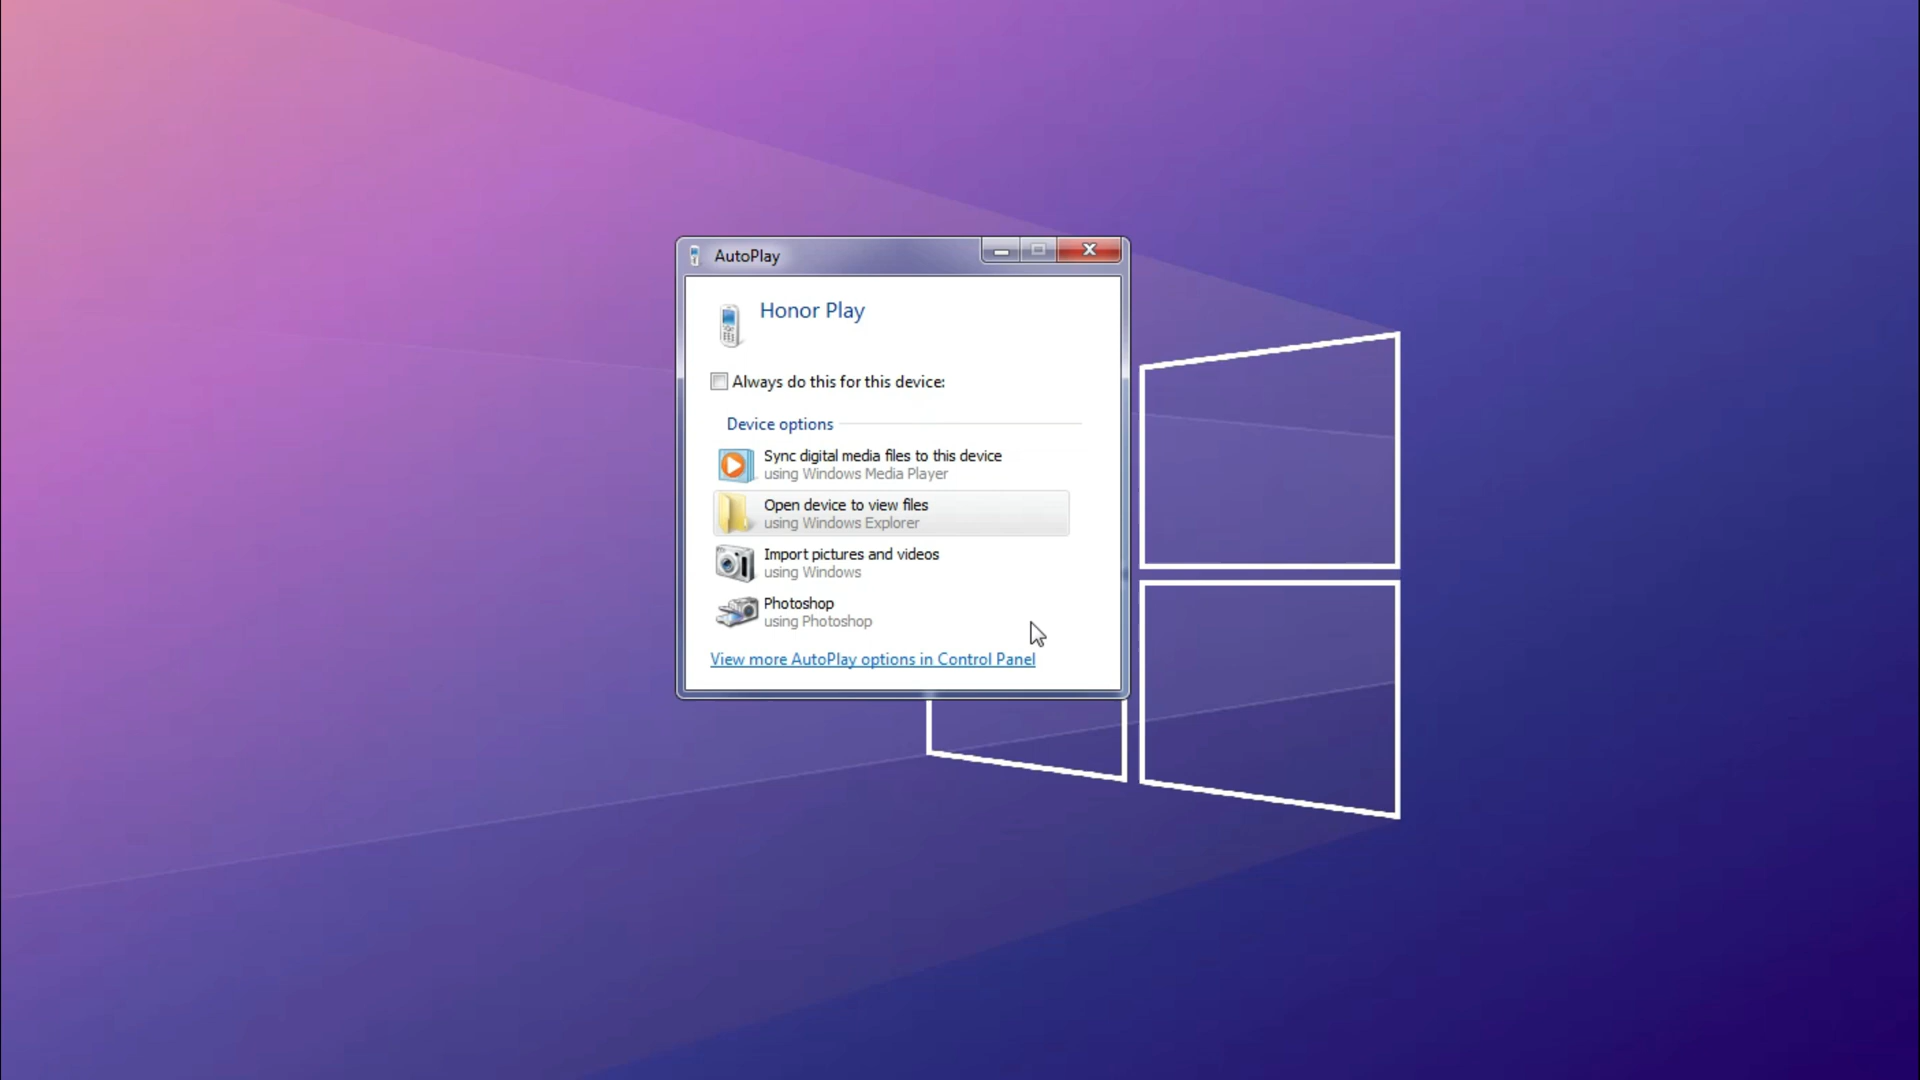 AutoPlay
Honor Play
Always do this for this device:
Device options
Sync digital media files to this device
using Windows Media Player
Open device to view files
using Windows Explorer
Import pictures and videos
using Windows
Photoshop
using Photoshop
View more AutoPlay options in Control Panel